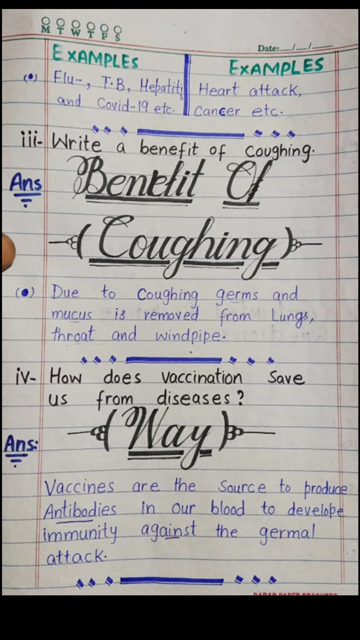 M T W T F S
Date:__/__/__
EXAMPLES EXAMPLES
Flu-, T.B, Hepatitis Heart attack,
and Covid-19 etc. Cancer etc.
iii- Write a benefit of coughing.
Ans Benefit Of
Coughing
Due to Coughing germs and
mucus is removed from Lungs,
throat and windpipe.
iv- How does vaccination Save
us from diseases?
Ans: Way
Vaccines are the Source to produce
Antibodies in our blood to develope
immunity against the germal
attack.